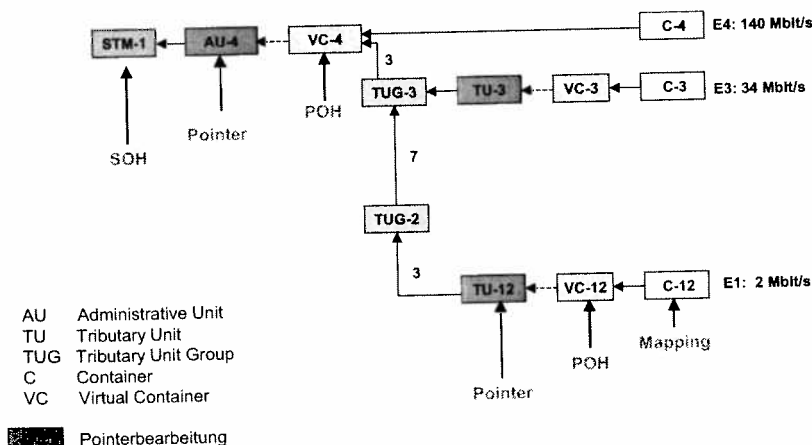 C-4 E4: 140 Mbit/s
STM-1 AU-4 VC-4
3
TUG-3 TU-3 VC-3 C-3 E3: 34 Mbit/s
Pointer POH
SOH
7
TUG-2
3
TU-12 VC-12 C-12 E1: 2 Mbit/s
Mapping
POH
Pointer
AU Administrative Unit
TU Tributary Unit
TUG Tributary Unit Group
C Container
VC Virtual Container
Pointerbearbeitung